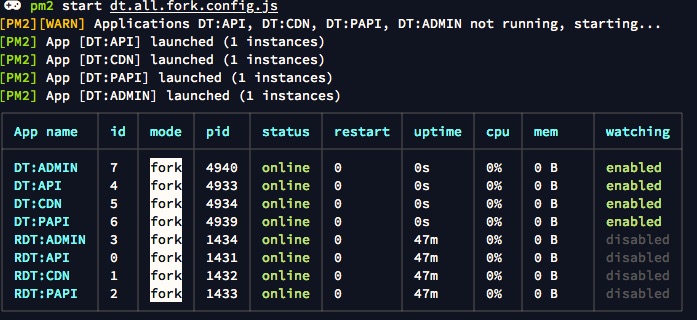 pm2 start dt.all.fork.config.js
[PM2][WARN] Applications DT:API, DT:CDN, DT:PAPI, DT:ADMIN not running, starting...
[PM2] App [DT:API] launched (1 instances)
[PM2] App [DT:CDN] launched (1 instances)
[PM2] App [DT:PAPI] launched (1 instances)
[PM2] App [DT:ADMIN] launched (1 instances)
App name id mode pid status restart uptime cpu mem watching
DT:ADMIN 7 fork 4940 online 0 0s 0% 0 B enabled
DT:API 4 fork 4933 online 0 0s 0% 0 B enabled
DT:CDN 5 fork 4934 online 0 0s 0% 0 B enabled
DT:PAPI 6 fork 4939 online 0 0s 0% 0 B enabled
RDT:ADMIN 3 fork 1434 online 0 47m 0% 0 B disabled
RDT:API 0 fork 1431 online 0 47m 0% 0 B disabled
RDT:CDN 1 fork 1432 online 0 47m 0% 0 B disabled
RDT:PAPI 2 fork 1433 online 0 47m 0% 0 B disabled